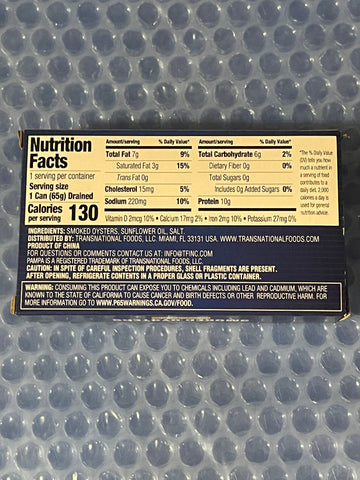 Nutrition
Facts
1 serving per container
Serving size
1 Can (65g) Drained
Calories
per serving 130
Amount/serving % Daily Value*
Total Fat 7g 9%
Saturated Fat 3g 15%
Trans Fat 0g
Cholesterol 15mg 5%
Sodium 220mg 10%
Amount/serving % Daily Value*
Total Carbohydrate 6g 2%
Dietary Fiber 0g 0%
Total Sugars 0g
Includes 0g Added Sugars 0%
Protein 10g
Vitamin D 2mcg 10% • Calcium 17mg 2% • Iron 2mg 10% • Potassium 27mg 0%
*The % Daily Value
(DV) tells you how
much a nutrient in
a serving of food
contributes to a
daily diet. 2,000
calories a day is
used for general
nutrition advice.
INGREDIENTS: SMOKED OYSTERS, SUNFLOWER OIL, SALT.
DISTRIBUTED BY: TRANSNATIONAL FOODS, LLC. MIAMI, FL 33131 USA. WWW.TRANSNATIONALFOODS.COM
PRODUCT OF CHINA
FOR QUESTIONS OR COMMENTS CONTACT US: INFO@TFINC.COM
PAMPA IS A REGISTERED TRADEMARK OF TRANSNATIONAL FOODS, LLC.
CAUTION: IN SPITE OF CAREFUL INSPECTION PROCEDURES, SHELL FRAGMENTS ARE PRESENT.
AFTER OPENING, REFRIGERATE CONTENTS IN A PROPER GLASS OR PLASTIC CONTAINER.
WARNING: CONSUMING THIS PRODUCT CAN EXPOSE YOU TO CHEMICALS INCLUDING LEAD AND CADMIUM, WHICH ARE
KNOWN TO THE STATE OF CALIFORNIA TO CAUSE CANCER AND BIRTH DEFECTS OR OTHER REPRODUCTIVE HARM. FOR
MORE INFORMATION GO TO WWW.P65WARNINGS.CA.GOV/FOOD.